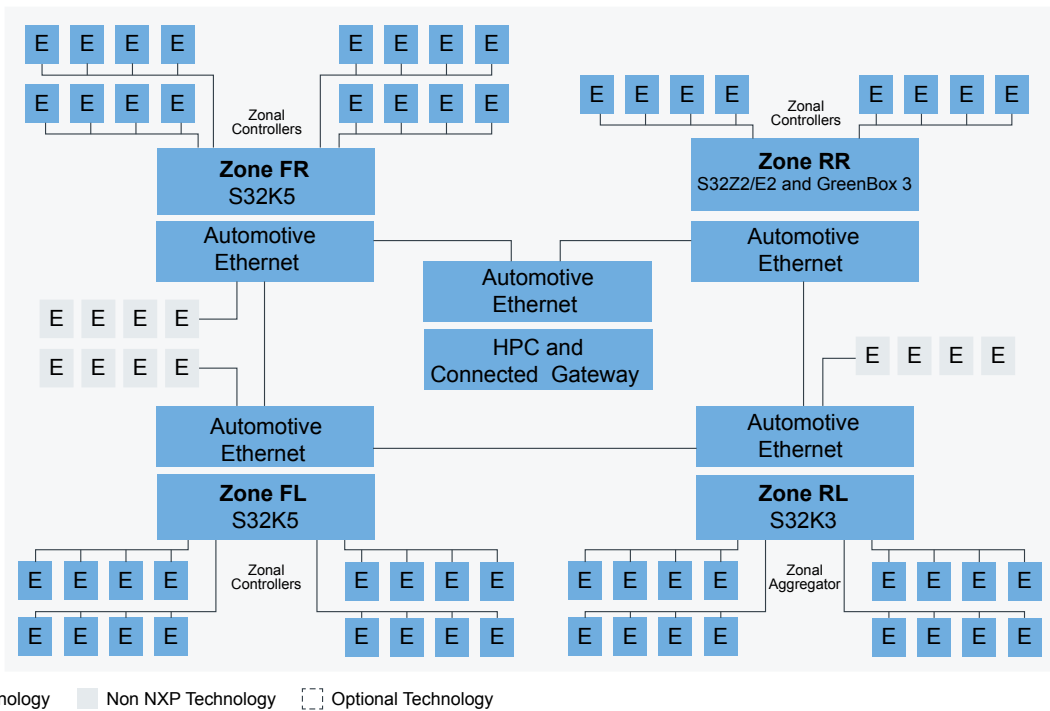 E E E E E E E E
E E E E E E E E
Zonal
Controllers
Zone FR
S32K5
Automotive
Ethernet
E E E E E E E E
Zonal
Controllers
Zone RR
S32Z2/E2 and GreenBox 3
Automotive
Ethernet
Automotive
Ethernet
HPC and
Connected Gateway
E E E E
E E E E
E E E E
Automotive
Ethernet
Zone FL
S32K5
Automotive
Ethernet
Zone RL
S32K3
Zonal
Controllers
E E E E E E E E
E E E E E E E E
Zonal
Aggregator
E E E E E E E E
E E E E E E E E
nology
Non NXP Technology
Optional Technology